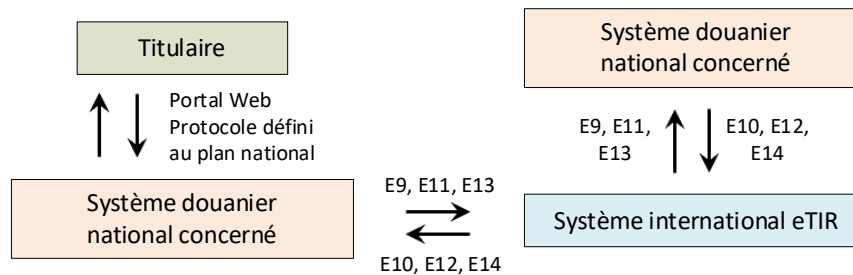 Titulaire
Portal Web
Protocole défini
au plan national
Système douanier
national concerné
E9, E11, E13
E10, E12, E14
Système douanier
national concerné
E9, E11,
E13
E10, E12,
E14
Système international eTIR